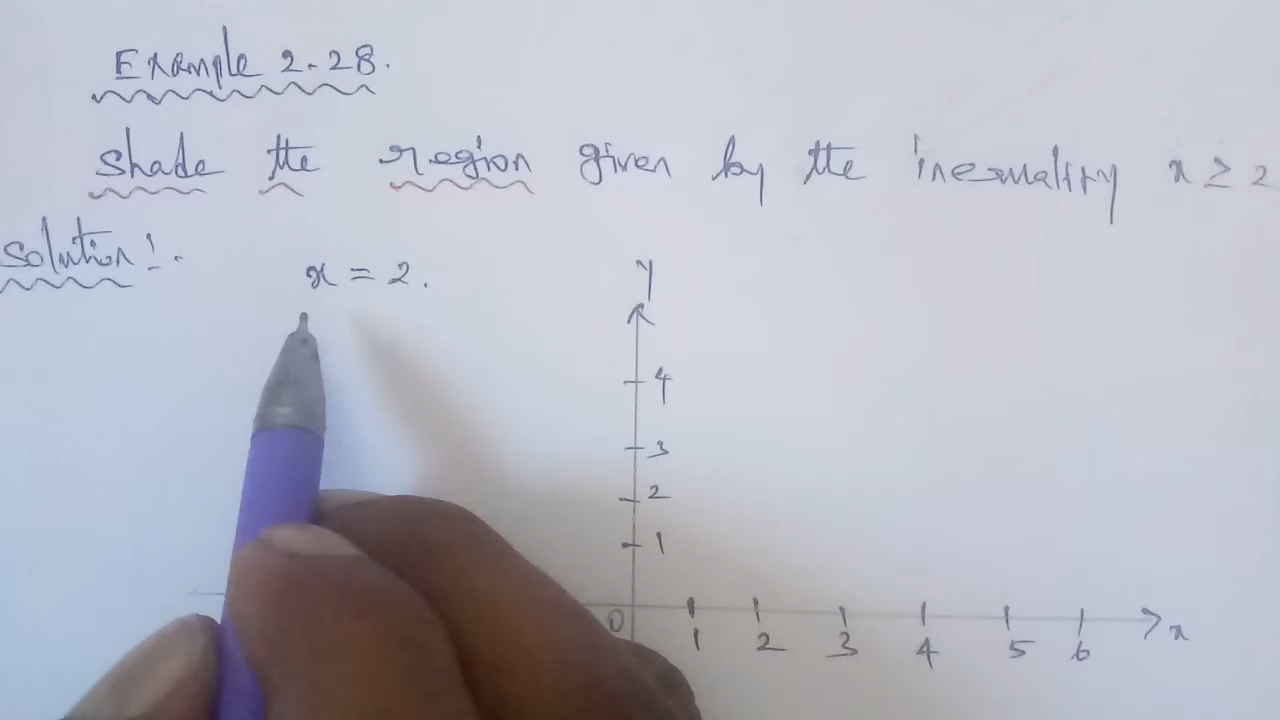 Example 2.28.
Shade the region given by the inequality x ≥ 2
Solution:.
x = 2.
y
4
3
2
1
0 1 2 3 4 5 6 x